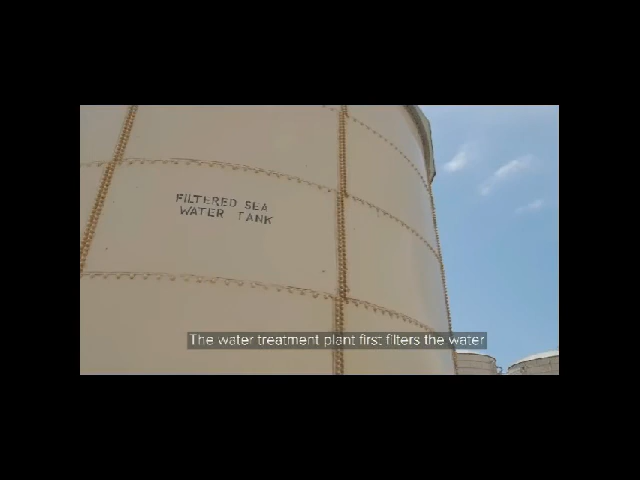 FILTERED SEA
WATER TANK
The water treatment plant first filters the water